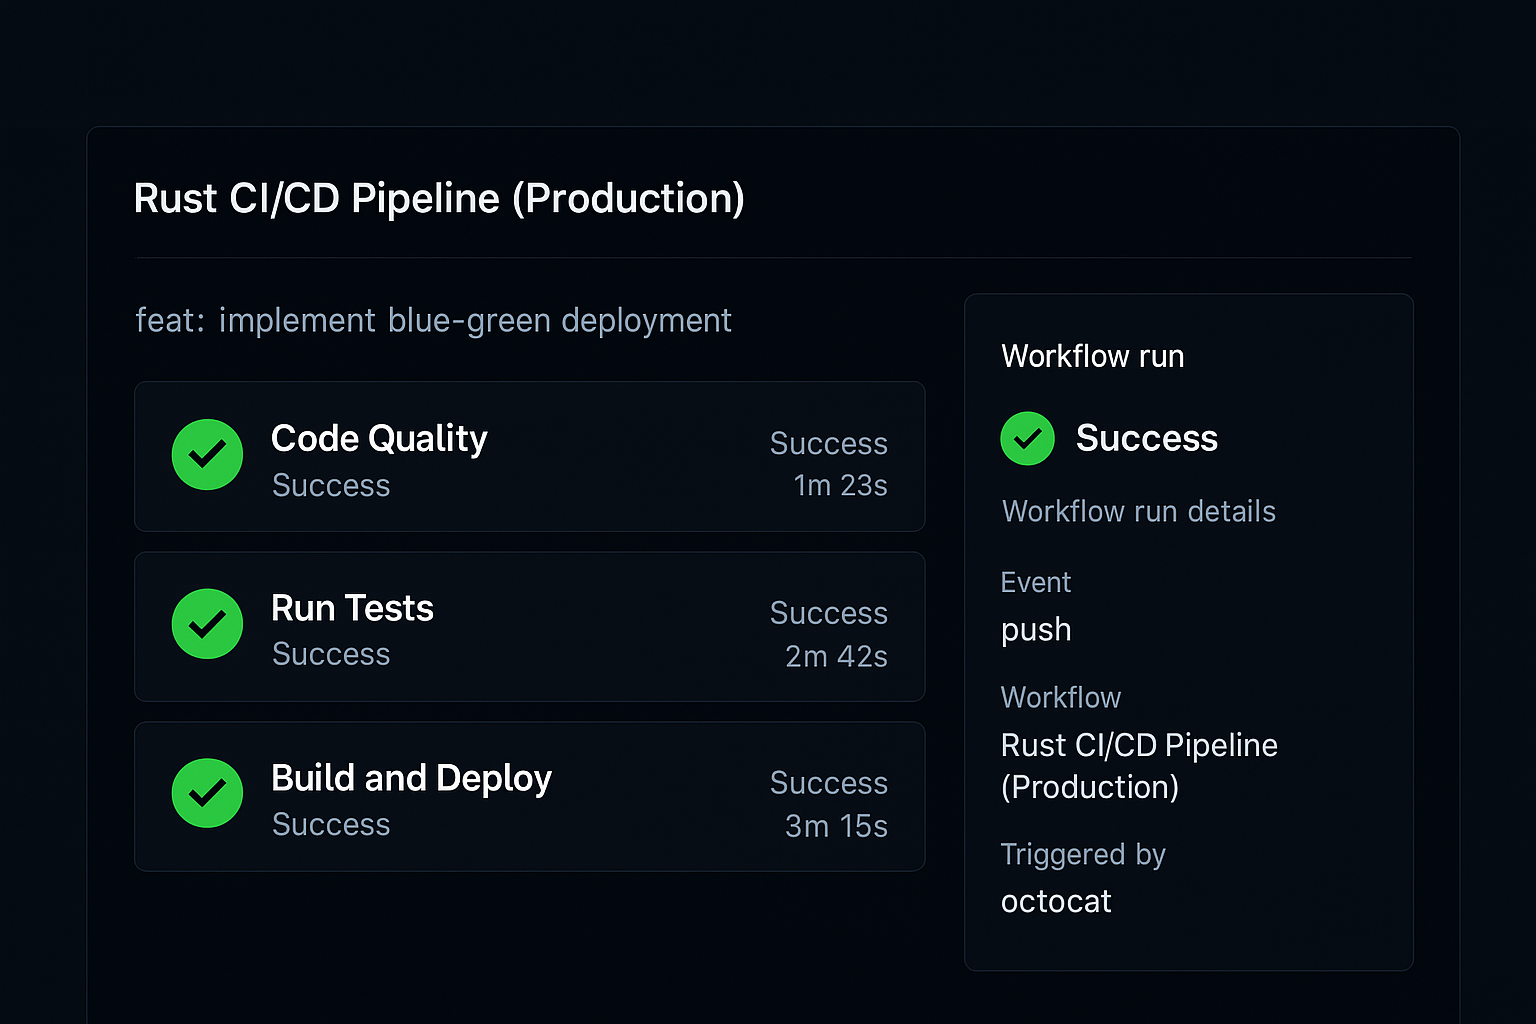 Rust CI/CD Pipeline (Production)
feat: implement blue-green deployment
Code Quality
Success
Success
1m 23s
Run Tests
Success
Success
2m 42s
Build and Deploy
Success
Success
3m 15s
Workflow run
Success
Workflow run details
Event
push
Workflow
Rust CI/CD Pipeline
(Production)
Triggered by
octocat